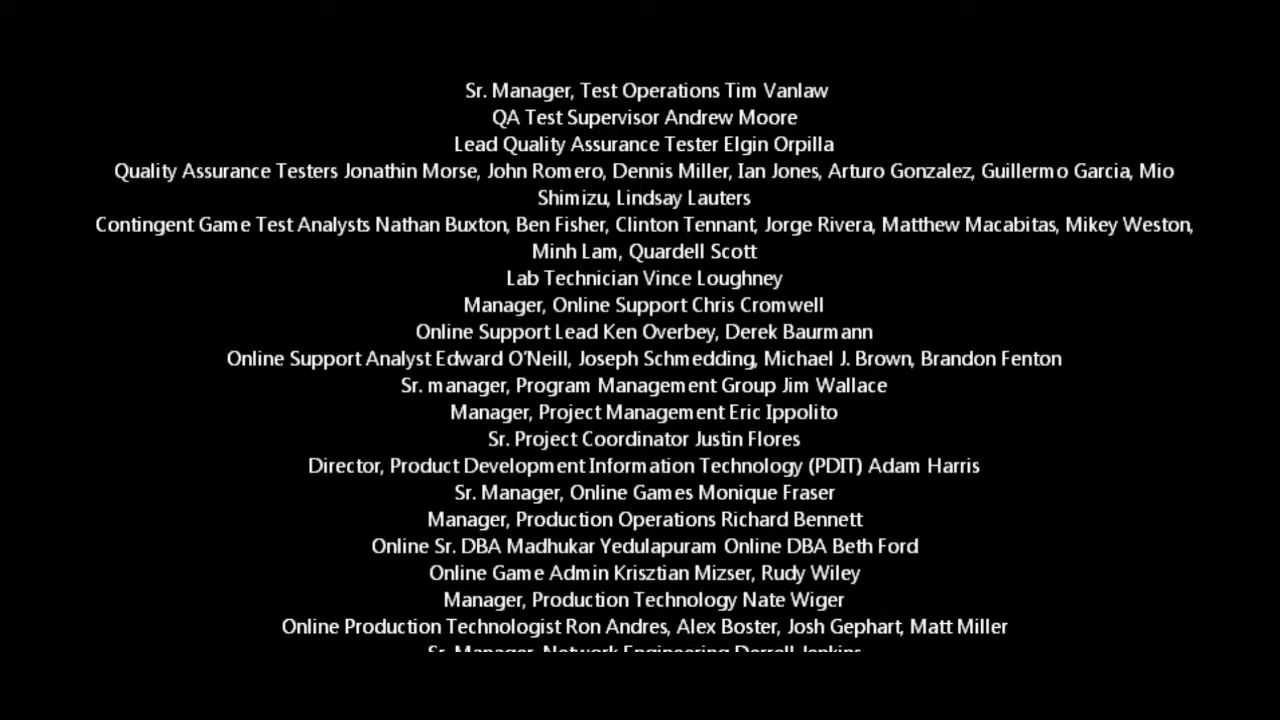 Sr. Manager, Test Operations Tim Vanlaw
QA Test Supervisor Andrew Moore
Lead Quality Assurance Tester Elgin Orpilla
Quality Assurance Testers Jonathin Morse, John Romero, Dennis Miller, Ian Jones, Arturo Gonzalez, Guillermo Garcia, Mio
Shimizu, Lindsay Lauters
Contingent Game Test Analysts Nathan Buxton, Ben Fisher, Clinton Tennant, Jorge Rivera, Matthew Macabitas, Mikey Weston,
Minh Lam, Quardell Scott
Lab Technician Vince Loughney
Manager, Online Support Chris Cromwell
Online Support Lead Ken Overbey, Derek Baurmann
Online Support Analyst Edward O'Neill, Joseph Schmedding, Michael J. Brown, Brandon Fenton
Sr. manager, Program Management Group Jim Wallace
Manager, Project Management Eric Ippolito
Sr. Project Coordinator Justin Flores
Director, Product Development Information Technology (PDIT) Adam Harris
Sr. Manager, Online Games Monique Fraser
Manager, Production Operations Richard Bennett
Online Sr. DBA Madhukar Yedulapuram Online DBA Beth Ford
Online Game Admin Krisztian Mizser, Rudy Wiley
Manager, Production Technology Nate Wiger
Online Production Technologist Ron Andres, Alex Boster, Josh Gephart, Matt Miller
Sr. Manager, Network Engineering